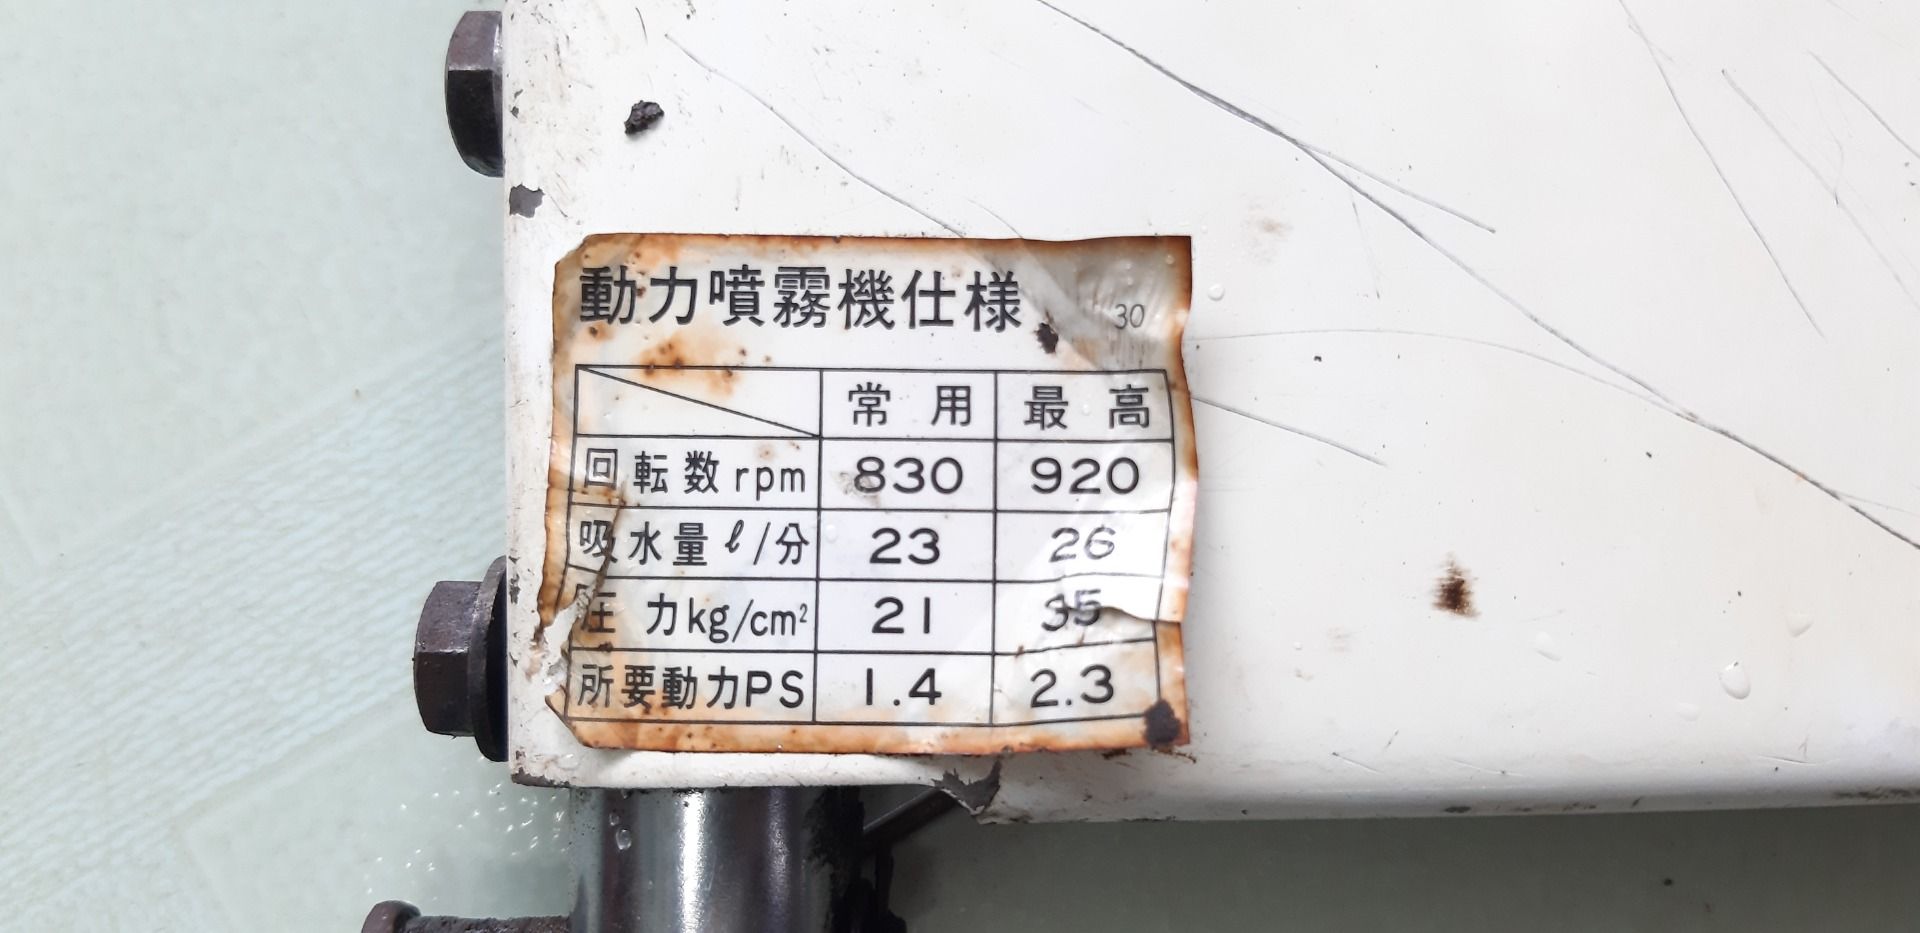 動力噴霧機仕様 30
常用 最高
回転数rpm 830 920
吸水量ℓ/分 23 26
圧力kg/cm² 21 35
所要動力PS 1.4 2.3